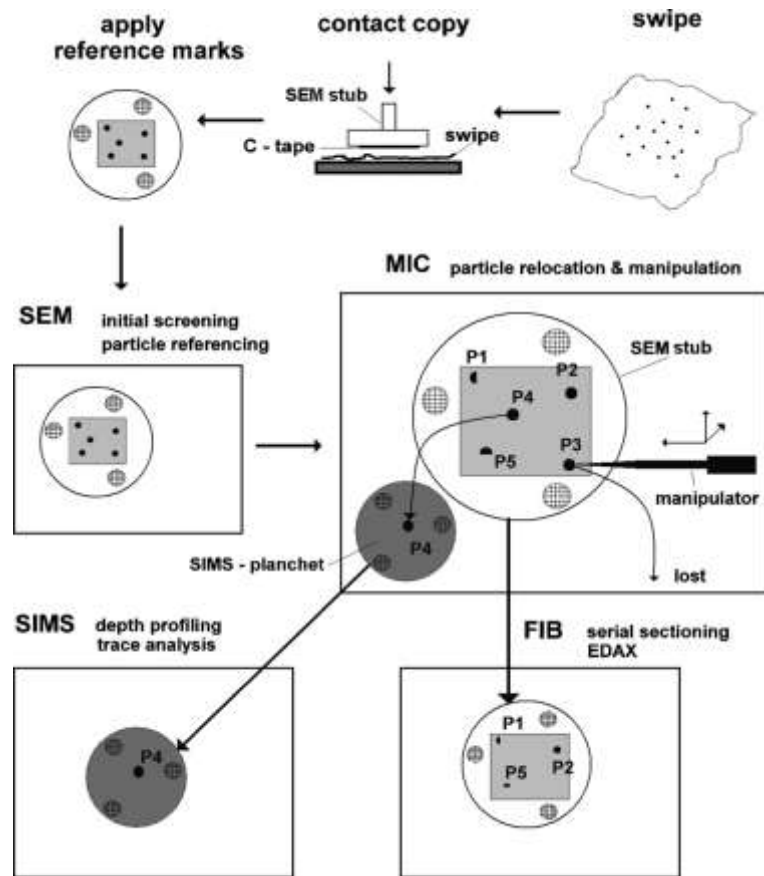 apply
reference marks
contact copy
swipe
SEM stub
C - tape
swipe
MIC particle relocation & manipulation
SEM initial screening
particle referencing
SEM stub
P1
P2
P4
P3
P5
manipulator
P4
SIMS - planchet
lost
SIMS depth profiling
trace analysis
FIB serial sectioning
EDAX
P4
P1
P2
P5